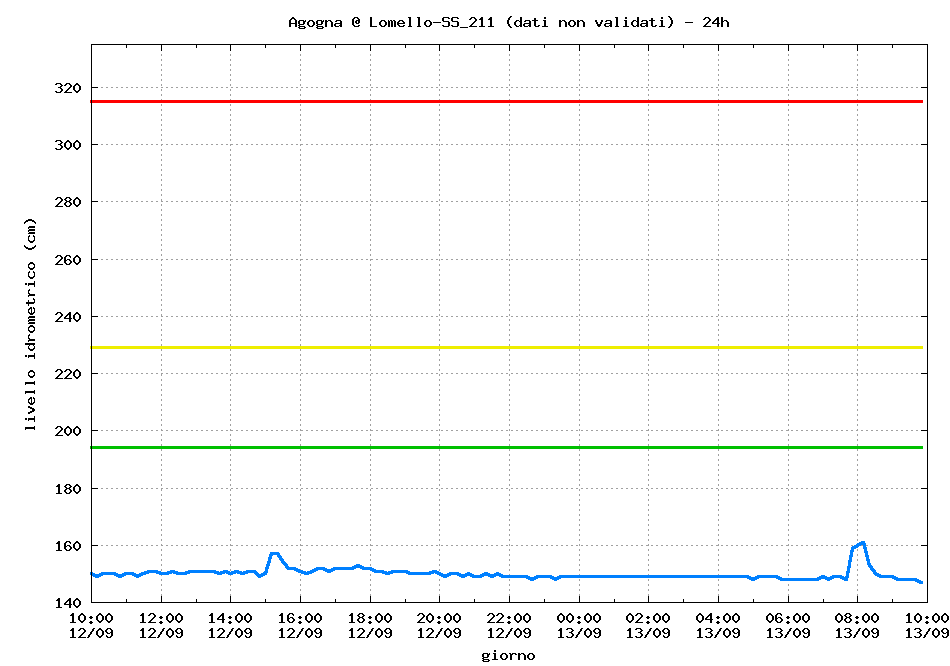 Agogna @ Lomello-SS_211 (dati non validati) - 24h
livello idrometrico (cm)
320
300
280
260
240
220
200
180
160
140
10:00 12:00 14:00 16:00 18:00 20:00 22:00 00:00 02:00 04:00 06:00 08:00 10:00
12/09 12/09 12/09 12/09 12/09 12/09 12/09 13/09 13/09 13/09 13/09 13/09 13/09
giorno